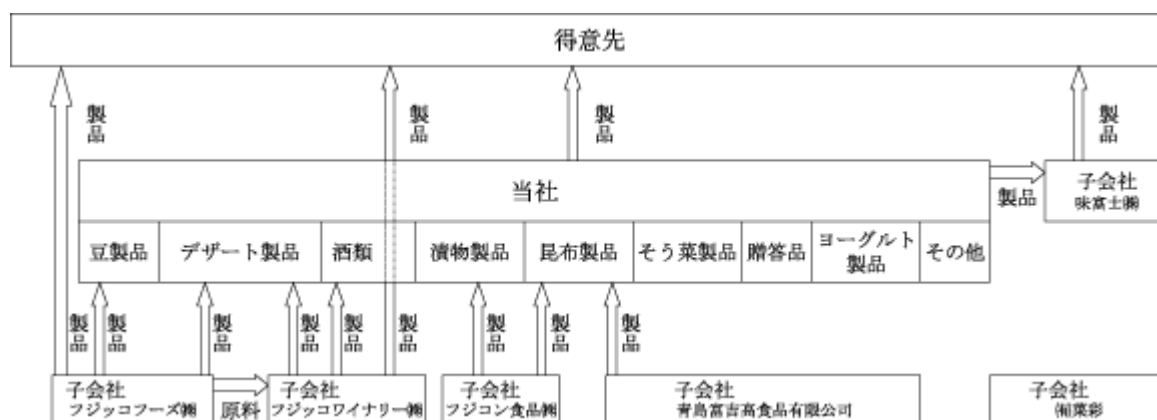 得意先
製品
製品
製品
製品
当社
製品
子会社
味富士㈱
豆製品
デザート製品
酒類
漬物製品
昆布製品
そう菜製品
贈答品
ヨーグルト
製品
その他
製品
製品
製品
製品
製品
製品
製品
製品
製品
子会社
フジッコフーズ㈱
原料
子会社
フジッコワイナリー㈱
子会社
フジコン食品㈱
子会社
青島富吉高食品有限公司
子会社
㈲菜彩